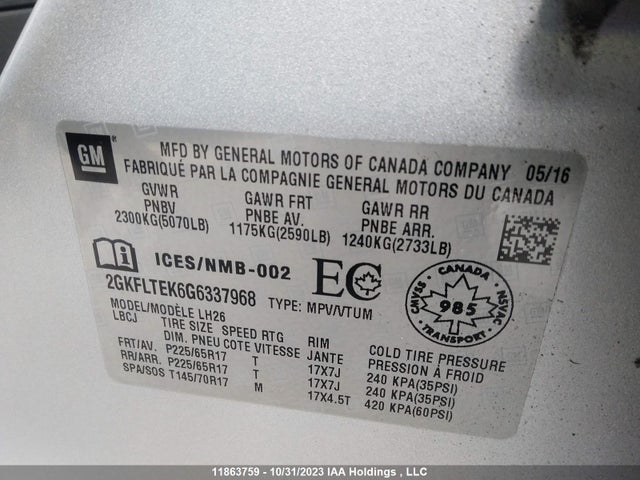 GM
MFD BY GENERAL MOTORS OF CANADA COMPANY 05/16
FABRIQUÉ PAR LA COMPAGNIE GENERAL MOTORS DU CANADA
GVWR GAWR FRT GAWR RR
PNBV PNBE AV. PNBE ARR.
2300KG(5070LB) 1175KG(2590LB) 1240KG(2733LB)
ICES/NMB-002 EC
2GKFLTEK6G6337968 TYPE: MPV/VTUM
CANADA
CMVSS 985 NSVAC
TRANSPORT
MODEL/MODÈLE LH26
LBCJ TIRE SIZE SPEED RTG RIM COLD TIRE PRESSURE
DIM. PNEU COTE VITESSE JANTE PRESSION À FROID
FRT/AV. P225/65R17 T 17X7J 240 KPA(35PSI)
RR/ARR. P225/65R17 T 17X7J 240 KPA(35PSI)
SPA/SOS T145/70R17 M 17X4.5T 420 KPA(60PSI)
11863759 - 10/31/2023 IAA Holdings , LLC